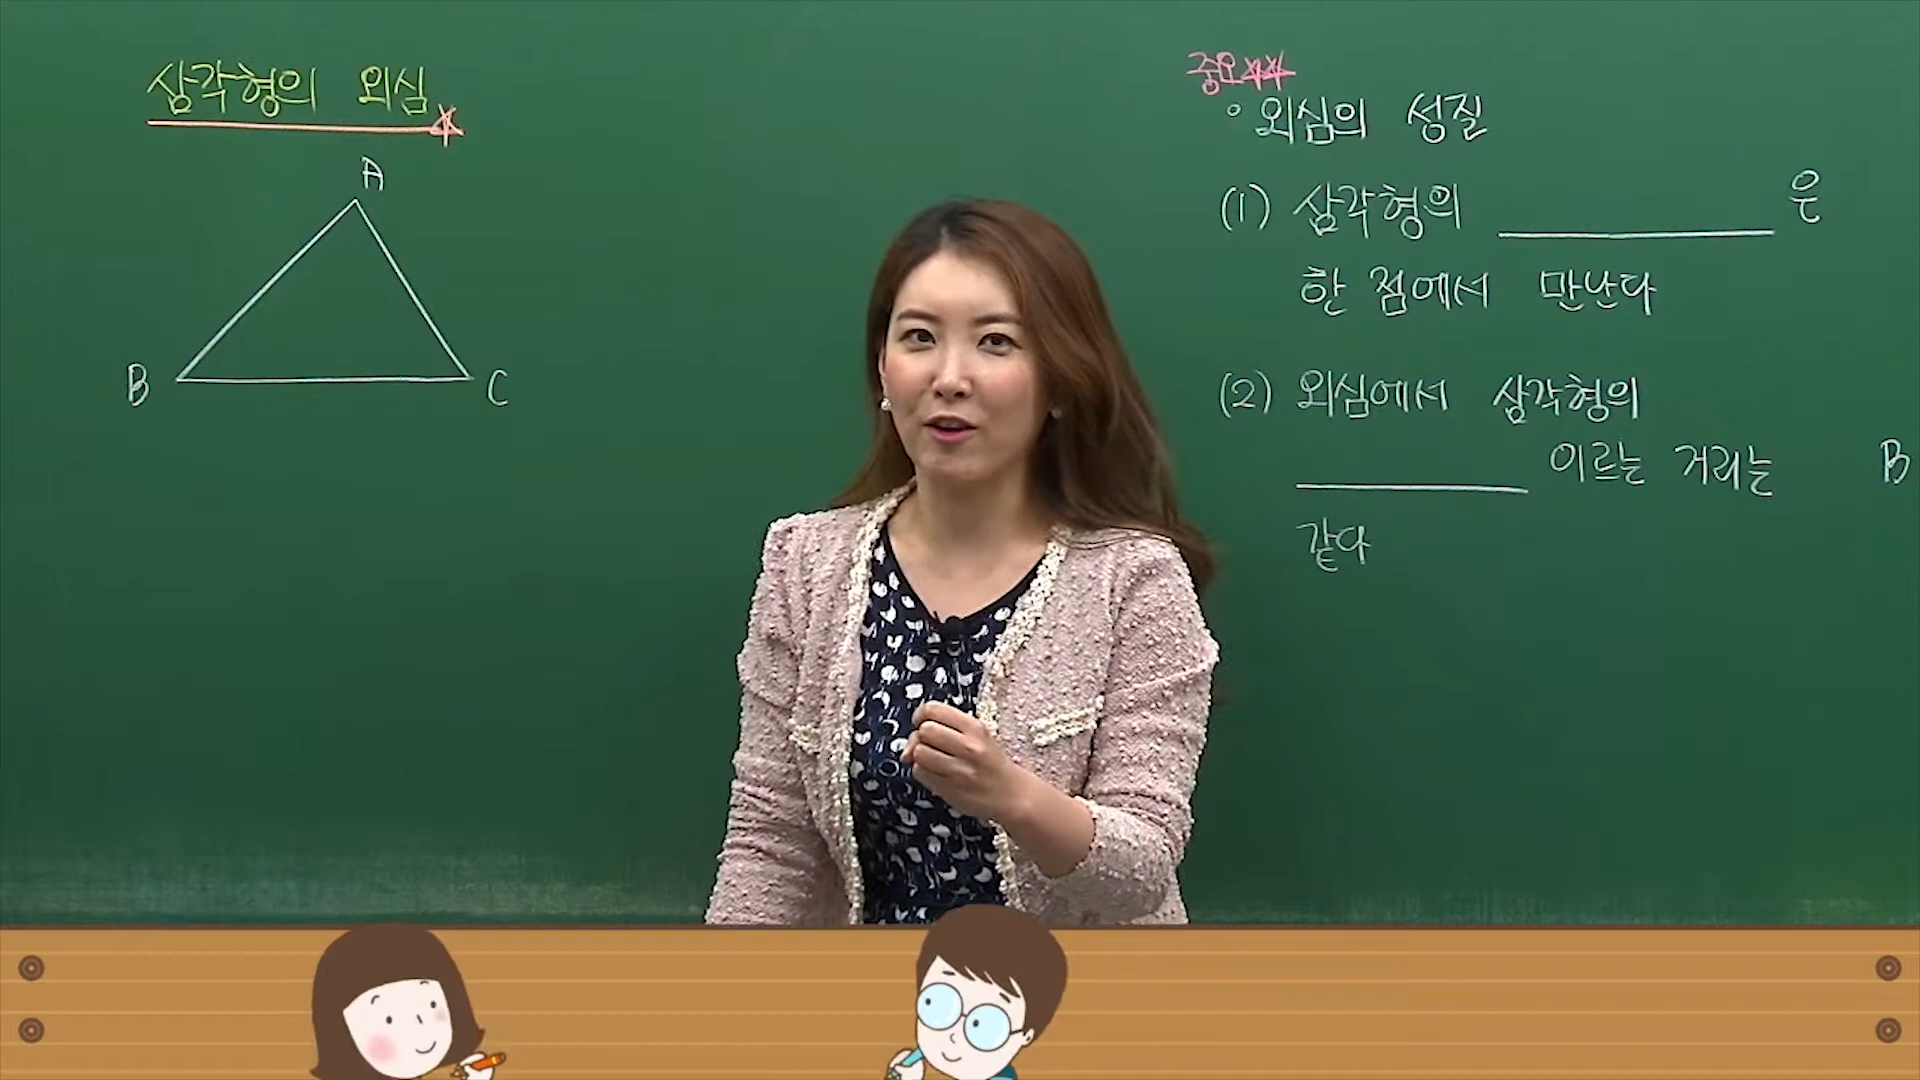 삼각형의 외심
A
B
C
중요
외심의 성질
(1) 삼각형의 ________ 은
한 점에서 만난다
(2) 외심에서 삼각형의
________ 이르는 거리는
같다
B